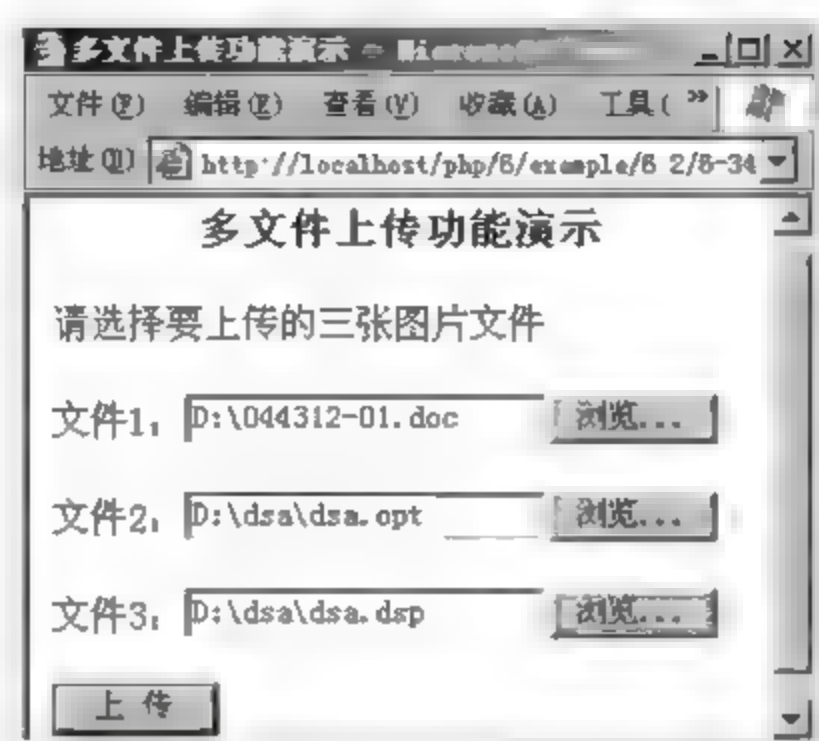 多文件上传功能演示 -
文件(F) 编辑(E) 查看(V) 收藏(A) 工具( »
地址(D) http://localhost/php/6/example/6 2/6-34
多文件上传功能演示
请选择要上传的三张图片文件
文件1: D:\044312-01.doc 浏览...
文件2: D:\dsa\dsa.opt 浏览...
文件3: D:\dsa\dsa.dsp 浏览...
上 传